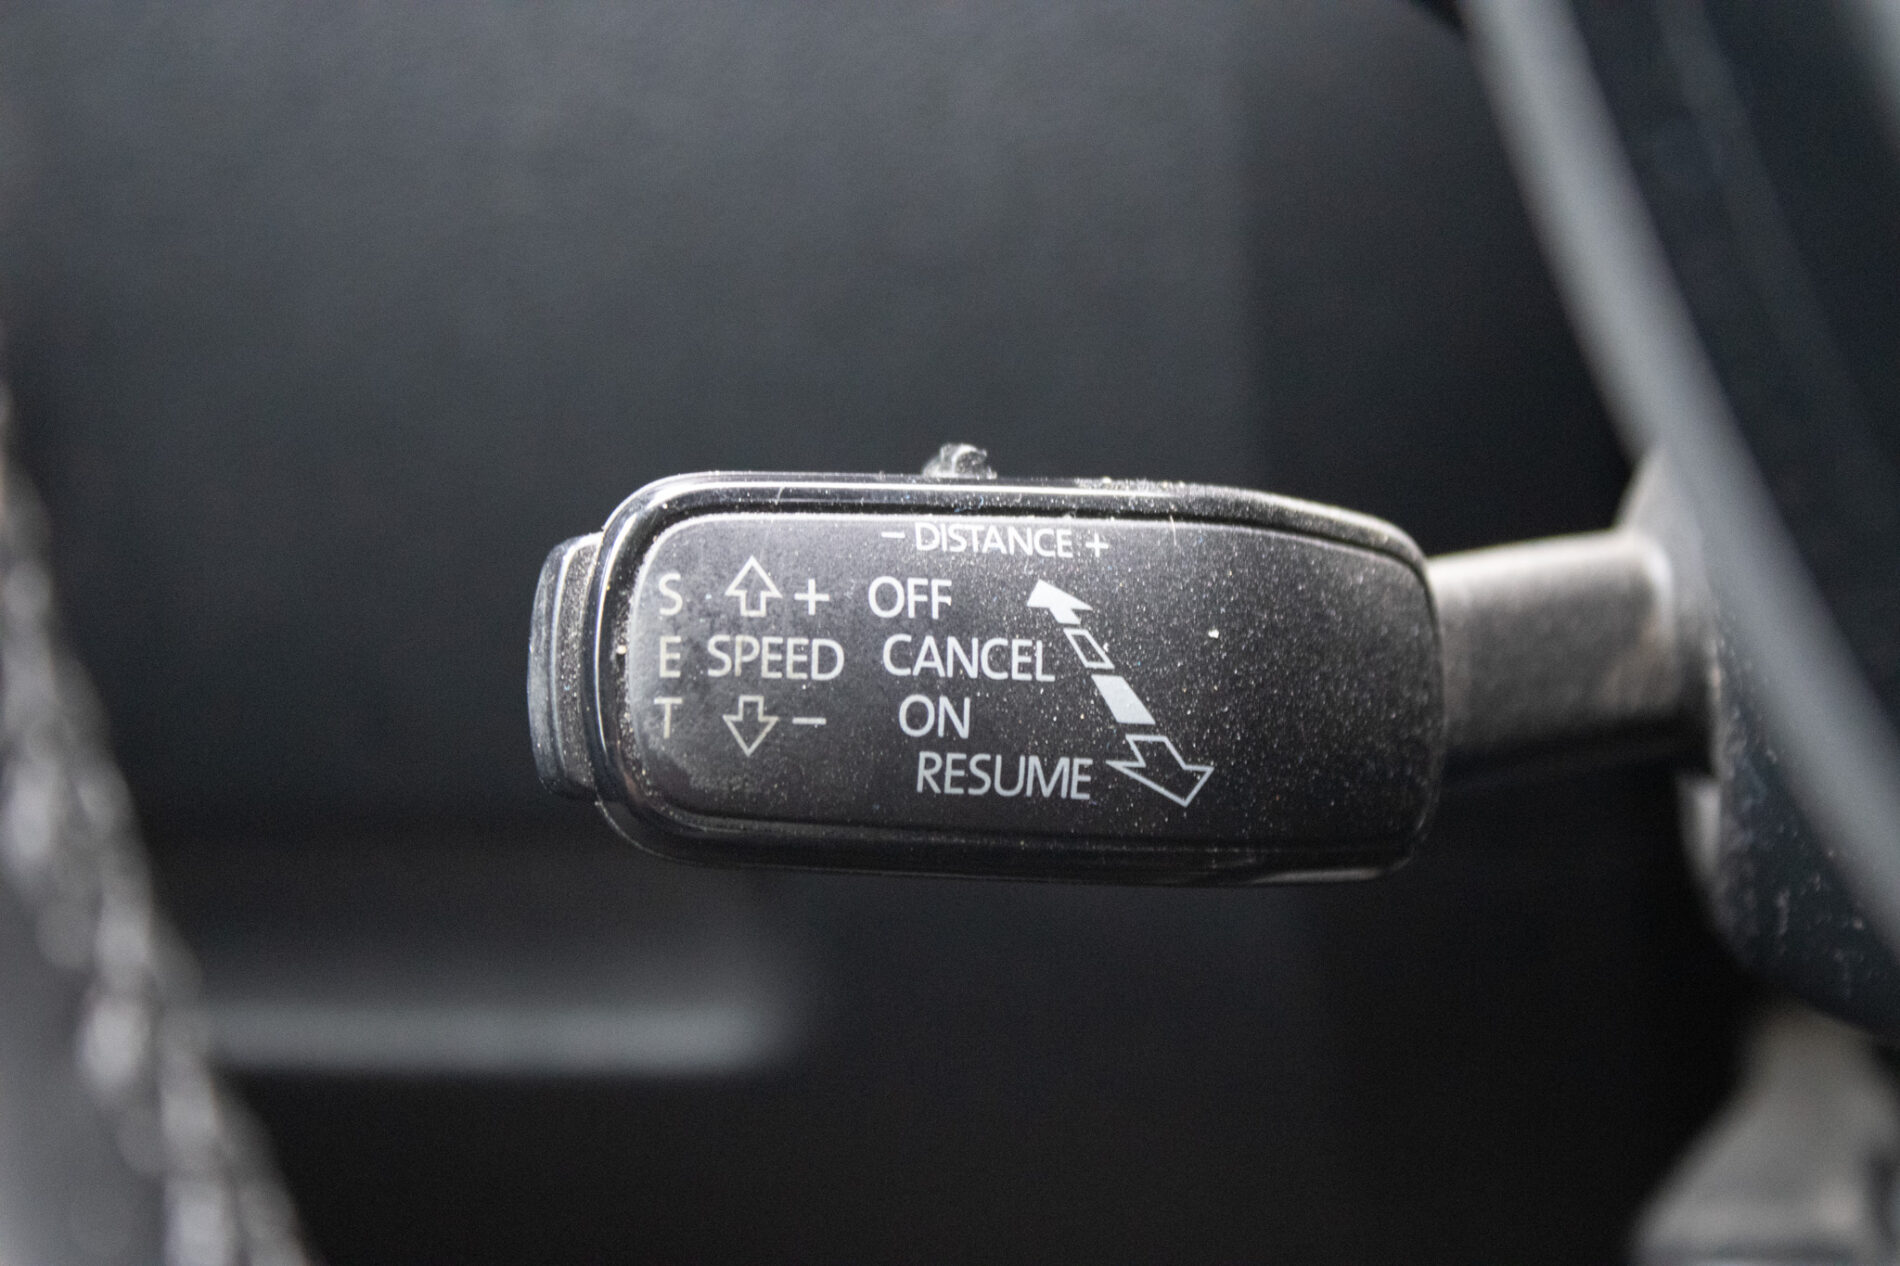 - DISTANCE +
S + OFF
E SPEED CANCEL
T - ON
RESUME